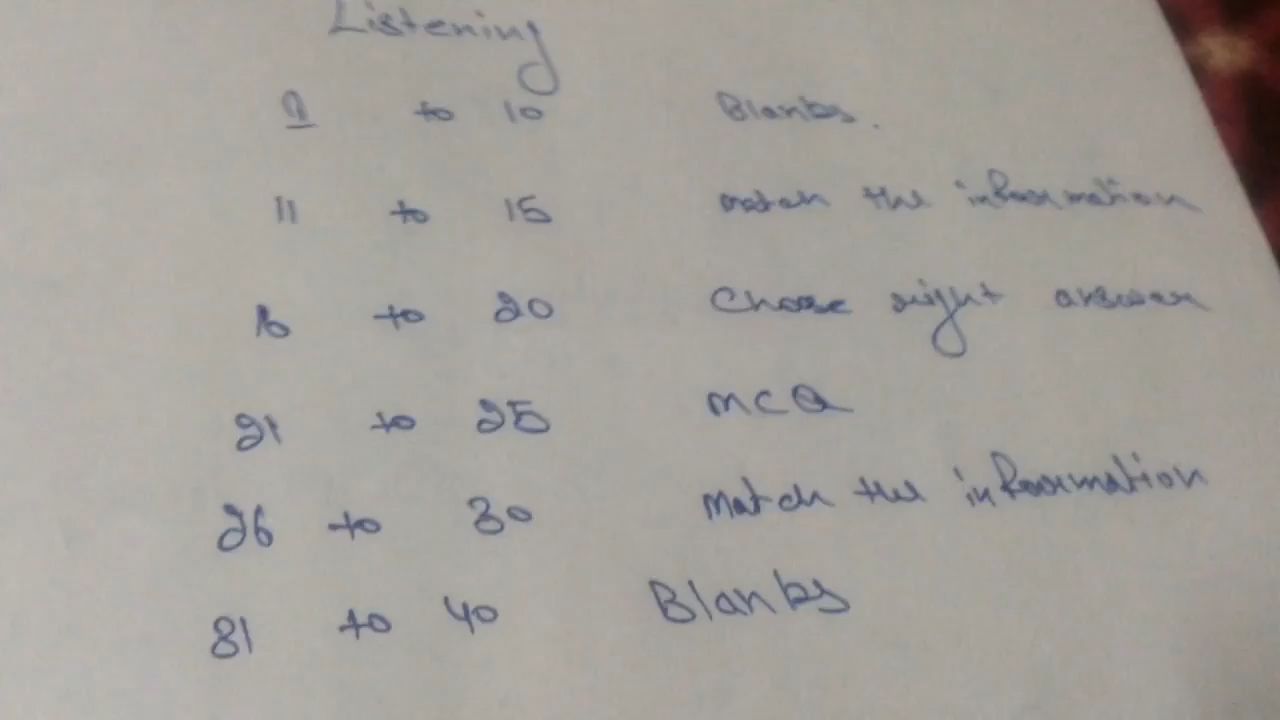 Listening
1 to 10 Blanks.
11 to 15 match the information
16 to 20 Choose right answer
21 to 25 MCQ
26 to 30 Match the information
31 to 40 Blanks